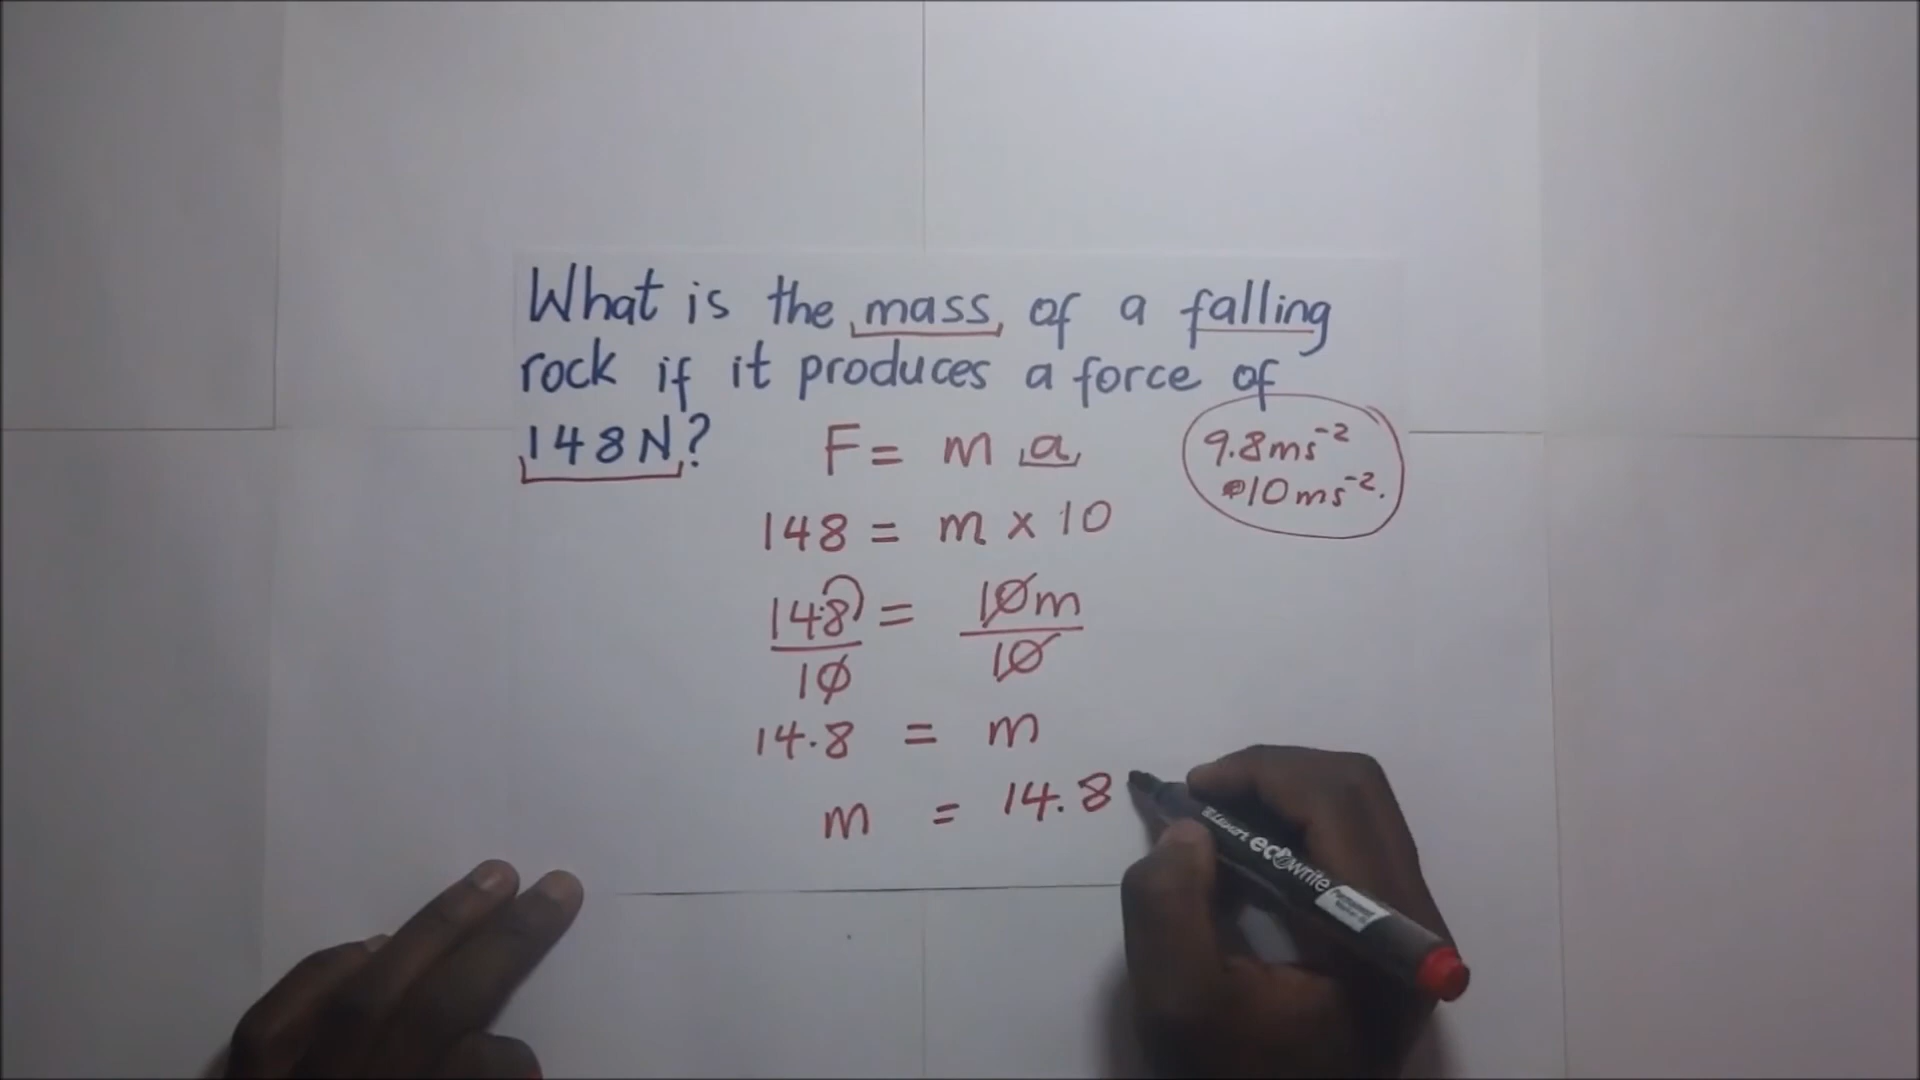 What is the mass of a falling
rock if it produces a force of
148N?
F = m a
9.8ms⁻²
10ms⁻².
148 = m × 10
148 = 10m
10 10
14.8 = m
m = 14.8
ecowrite